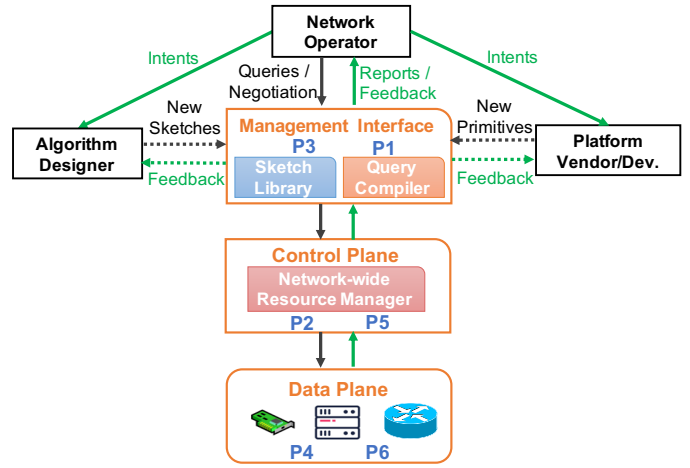 Network
Operator
Intents
Intents
Queries /
Negotiation
Reports /
Feedback
New
Sketches
New
Primitives
Algorithm
Designer
Management Interface
P3 P1
Sketch
Library
Query
Compiler
Platform
Vendor/Dev.
Feedback
Feedback
Control Plane
Network-wide
Resource Manager
P2 P5
Data Plane
P4 P6